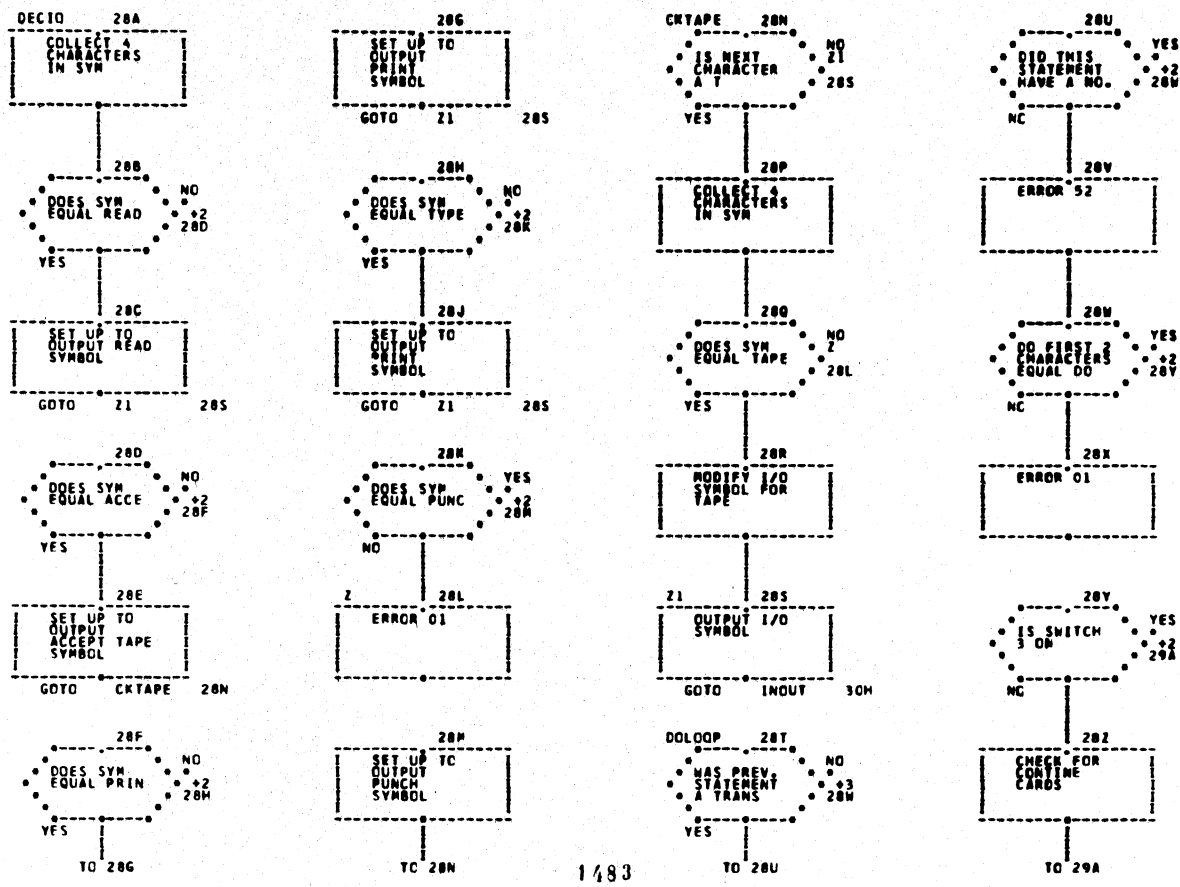 DECIO 28A
COLLECT 4
CHARACTERS
IN SYM
28B
DOES SYM
EQUAL READ
NO
+2
28D
YES
28C
SET UP TO
OUTPUT READ
SYMBOL
GOTO Z1 28S
28D
DOES SYM
EQUAL ACCE
NO
+2
28F
YES
28E
SET UP TO
OUTPUT
ACCEPT TAPE
SYMBOL
GOTO CKTAPE 28N
28F
DOES SYM
EQUAL PRIN
NO
+2
28H
YES
TO 28G
28G
SET UP TO
OUTPUT
PRINT
SYMBOL
GOTO Z1 28S
28H
DOES SYM
EQUAL TYPE
NO
+2
28K
YES
28J
SET UP TO
OUTPUT
PRINT
SYMBOL
GOTO Z1 28S
28K
DOES SYM
EQUAL PUNC
YES
+2
28M
NO
Z 28L
ERROR 01
28M
SET UP TO
OUTPUT
PUNCH
SYMBOL
TO 28N
CKTAPE 28N
IS NEXT
CHARACTER
A T
NO
Z1
28S
YES
28P
COLLECT 4
CHARACTERS
IN SYM
28Q
DOES SYM
EQUAL TAPE
NO
Z
28L
YES
28R
MODIFY I/O
SYMBOL FOR
TAPE
Z1 28S
OUTPUT I/O
SYMBOL
GOTO INOUT 30H
DOLOOP 28T
WAS PREV.
STATEMENT
A TRANS
NO
+3
28W
YES
TO 28U
28U
DID THIS
STATEMENT
HAVE A NO.
YES
+2
28W
NO
28V
ERROR 52
28W
DO FIRST 2
CHARACTERS
EQUAL DO
YES
+2
28Y
NO
28X
ERROR 01
28Y
IS SWITCH
3 ON
YES
+2
29A
NO
28Z
CHECK FOR
CONTINE
CARDS
TO 29A
1483